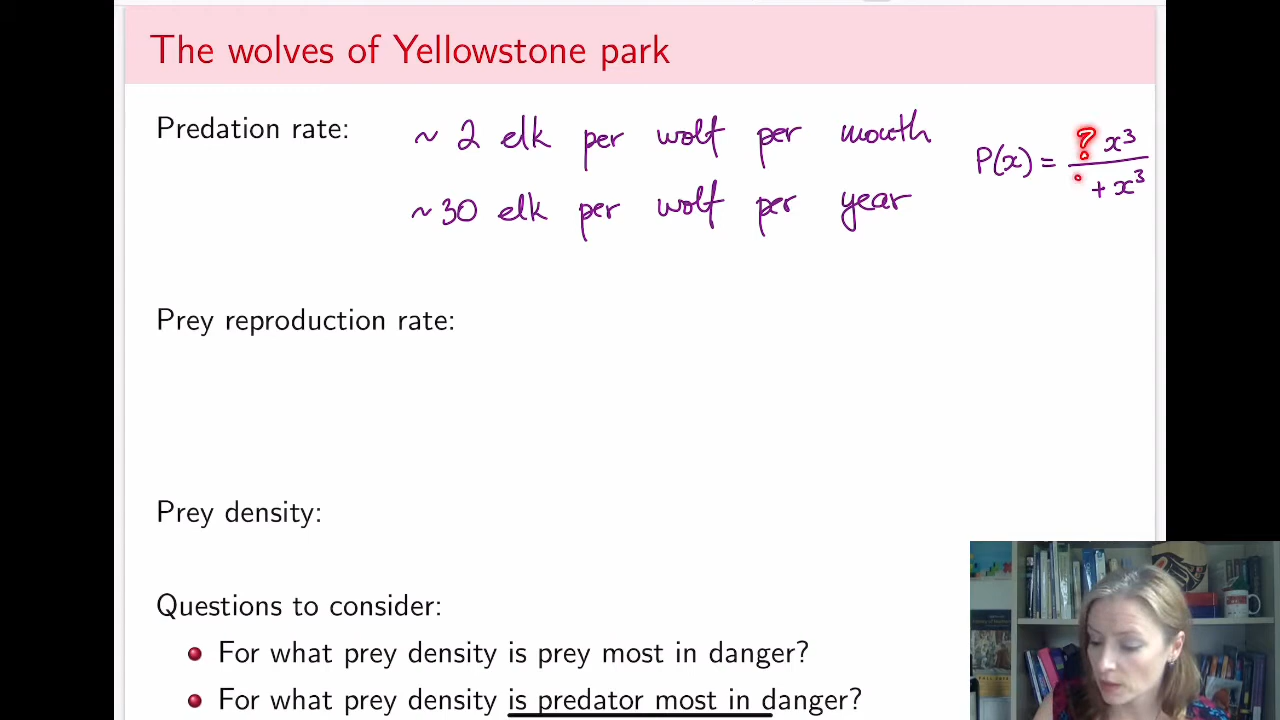 The wolves of Yellowstone park
Predation rate: ~ 2 elk per wolf per month
P(x) = ? x³ / + x³
~ 30 elk per wolf per year
Prey reproduction rate:
Prey density:
Questions to consider:
For what prey density is prey most in danger?
For what prey density is predator most in danger?